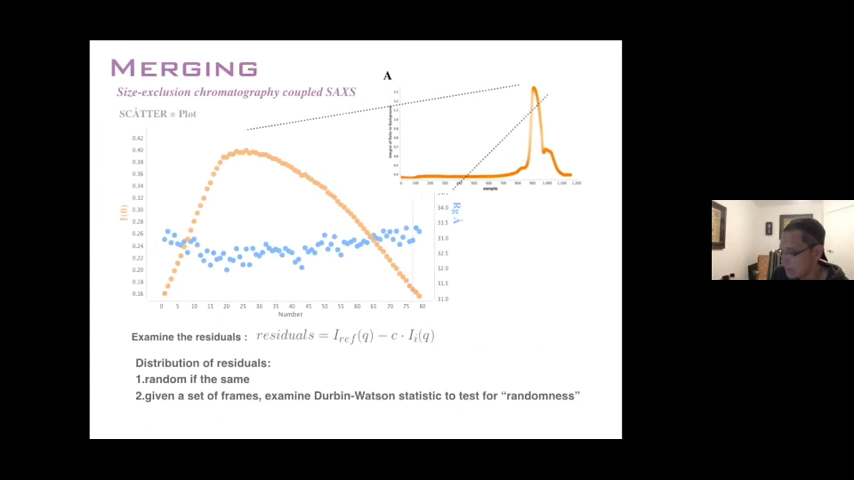 MERGING
Size-exclusion chromatography coupled SAXS
SCÅTTER ≡ Plot
A
sample
0.42
0.40
0.38
0.36
0.34
0.32
0.30
0.28
0.26
0.24
0.22
0.20
0.18
0.16
I(0)
34.0
33.5
33.0
32.5
32.0
31.5
31.0
Rg Å
0 5 10 15 20 25 30 35 40 45 50 55 60 65 70 75 80
Number
Examine the residuals : residuals = I_ref(q) − c · I_i(q)
Distribution of residuals:
1.random if the same
2.given a set of frames, examine Durbin-Watson statistic to test for “randomness”